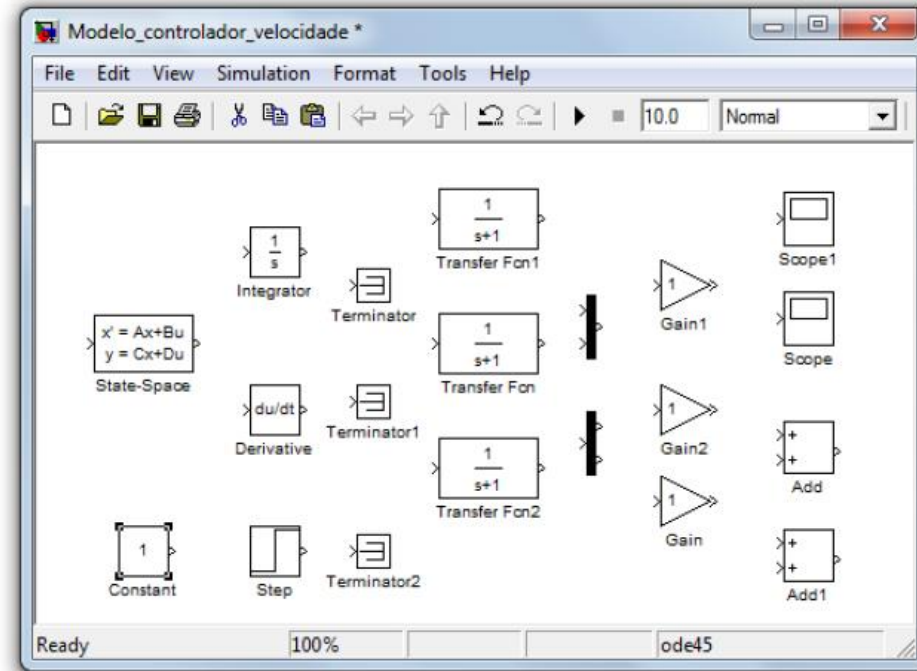 Modelo_controlador_velocidade *
File Edit View Simulation Format Tools Help
10.0 Normal
1
s+1
Transfer Fcn1
Scope1
1
s
Integrator
Terminator
1
Gain1
x' = Ax+Bu
y = Cx+Du
State-Space
1
s+1
Transfer Fcn
Scope
du/dt
Derivative
Terminator1
1
Gain2
+
+
Add
1
s+1
Transfer Fcn2
1
Gain
1
Constant
Step
Terminator2
+
+
Add1
Ready 100% ode45